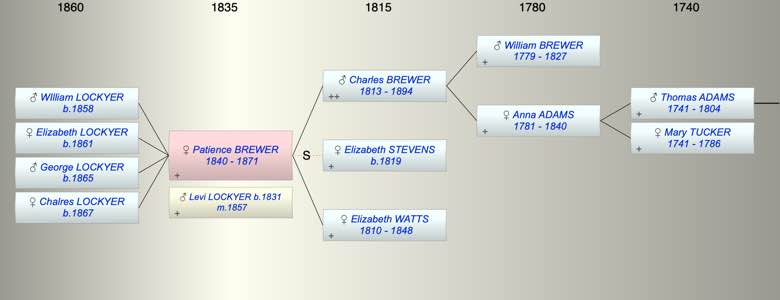 1860 1835 1815 1780 1740
♂ William BREWER
1779 - 1827
+
♂ Charles BREWER
1813 - 1894
++
♂ WIlliam LOCKYER
b.1858
♂ Thomas ADAMS
1741 - 1804
+
♀ Anna ADAMS
1781 - 1840
+
♀ Elizabeth LOCKYER
b.1861
♀ Mary TUCKER
1741 - 1786
+
♀ Patience BREWER
1840 - 1871
+
S
♀ Elizabeth STEVENS
b.1819
+
♂ George LOCKYER
b.1865
♀ Chalres LOCKYER
b.1867
♂ Levi LOCKYER b.1831
m.1857
+
♀ Elizabeth WATTS
1810 - 1848
+